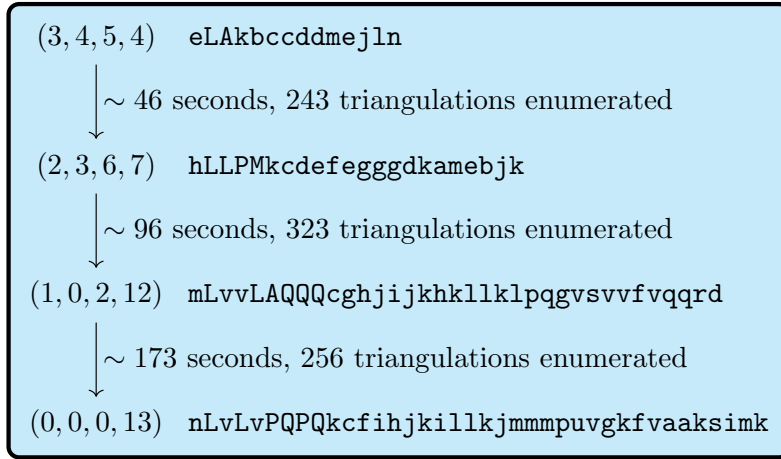 (3, 4, 5, 4) eLAkbccddmejln
∼ 46 seconds, 243 triangulations enumerated
(2, 3, 6, 7) hLLPMkcdefegggdkamebjk
∼ 96 seconds, 323 triangulations enumerated
(1, 0, 2, 12) mLvvLAQQQcghjijkhkllklpqgvsvvfvqqrd
∼ 173 seconds, 256 triangulations enumerated
(0, 0, 0, 13) nLvLvPQPQkcfihjkillkjmmmpuvgkfvaaksimk